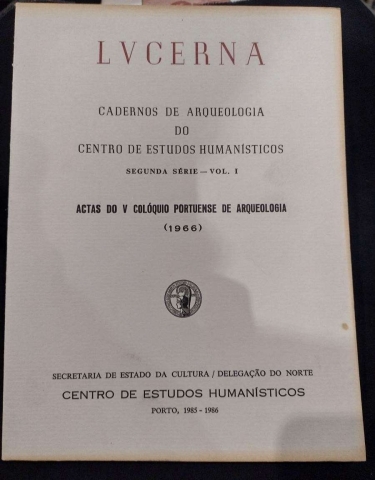 LVCERNA
CADERNOS DE ARQUEOLOGIA
DO
CENTRO DE ESTUDOS HUMANÍSTICOS
SEGUNDA SÉRIE — VOL. I
ACTAS DO V COLÓQUIO PORTUENSE DE ARQUEOLOGIA
(1966)
SECRETARIA DE ESTADO DA CULTURA / DELEGAÇÃO DO NORTE
CENTRO DE ESTUDOS HUMANÍSTICOS
PORTO, 1985 - 1986